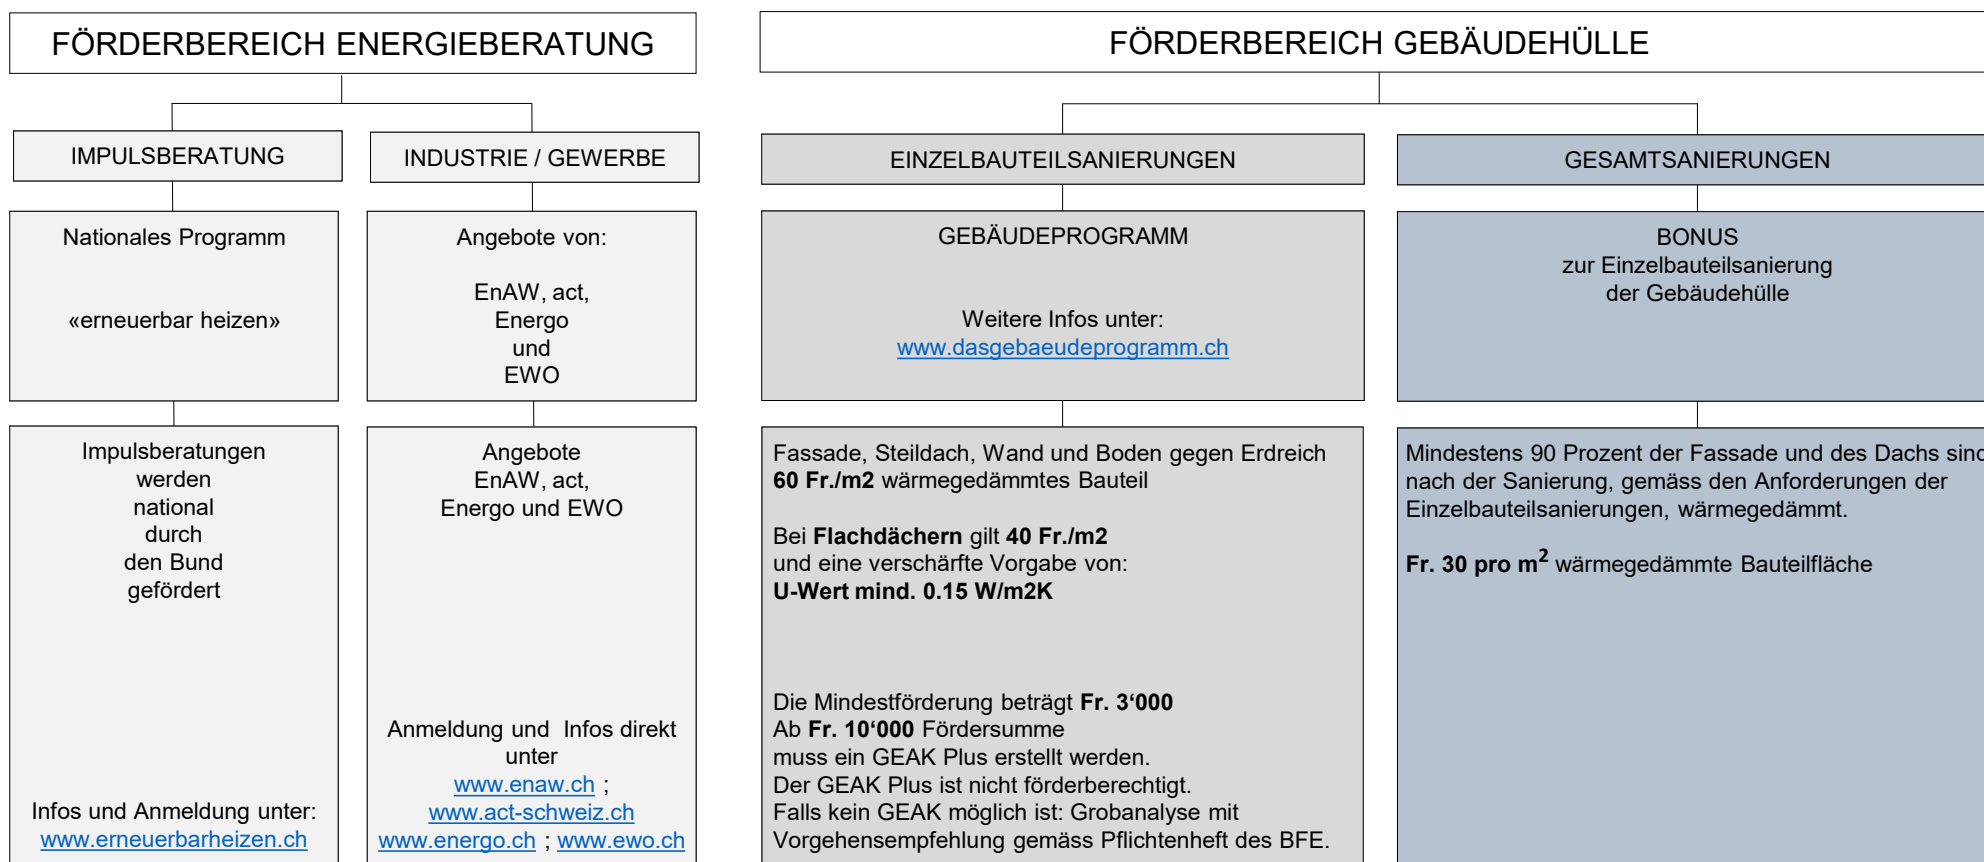 FÖRDERBEREICH ENERGIEBERATUNG
IMPULSBERATUNG
Nationales Programm
«erneuerbar heizen»
Impulsberatungen
werden
national
durch
den Bund
gefördert
Infos und Anmeldung unter:
www.erneuerbarheizen.ch
INDUSTRIE / GEWERBE
Angebote von:
EnAW, act,
Energo
und
EWO
Angebote
EnAW, act,
Energo und EWO
Anmeldung und Infos direkt
unter
www.enaw.ch ;
www.act-schweiz.ch
www.energo.ch ; www.ewo.ch
FÖRDERBEREICH GEBÄUDEHÜLLE
EINZELBAUTEILSANIERUNGEN
GEBÄUDEPROGRAMM
Weitere Infos unter:
www.dasgebaeudeprogramm.ch
Fassade, Steildach, Wand und Boden gegen Erdreich
60 Fr./m2 wärmegedämmtes Bauteil
Bei Flachdächern gilt 40 Fr./m2
und eine verschärfte Vorgabe von:
U-Wert mind. 0.15 W/m2K
Die Mindestförderung beträgt Fr. 3‘000
Ab Fr. 10‘000 Fördersumme
muss ein GEAK Plus erstellt werden.
Der GEAK Plus ist nicht förderberechtigt.
Falls kein GEAK möglich ist: Grobanalyse mit
Vorgehensempfehlung gemäss Pflichtenheft des BFE.
GESAMTSANIERUNGEN
BONUS
zur Einzelbauteilsanierung
der Gebäudehülle
Mindestens 90 Prozent der Fassade und des Dachs sind
nach der Sanierung, gemäss den Anforderungen der
Einzelbauteilsanierungen, wärmegedämmt.
Fr. 30 pro m² wärmegedämmte Bauteilfläche